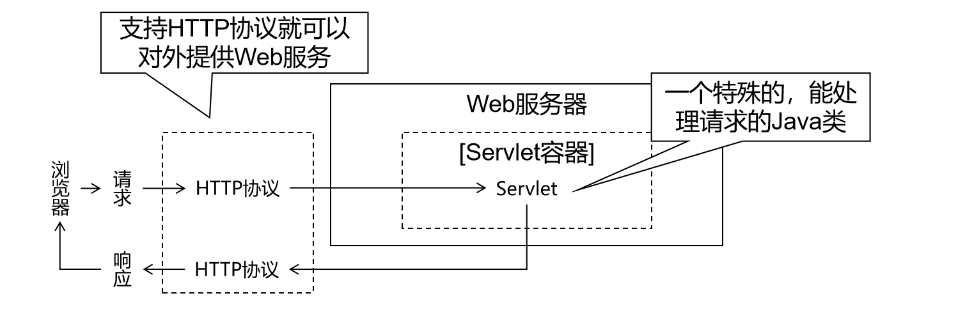 支持HTTP协议就可以
对外提供Web服务
Web服务器
一个特殊的，能处
理请求的Java类
[Servlet容器]
浏览器
请求
HTTP协议
Servlet
响应
HTTP协议